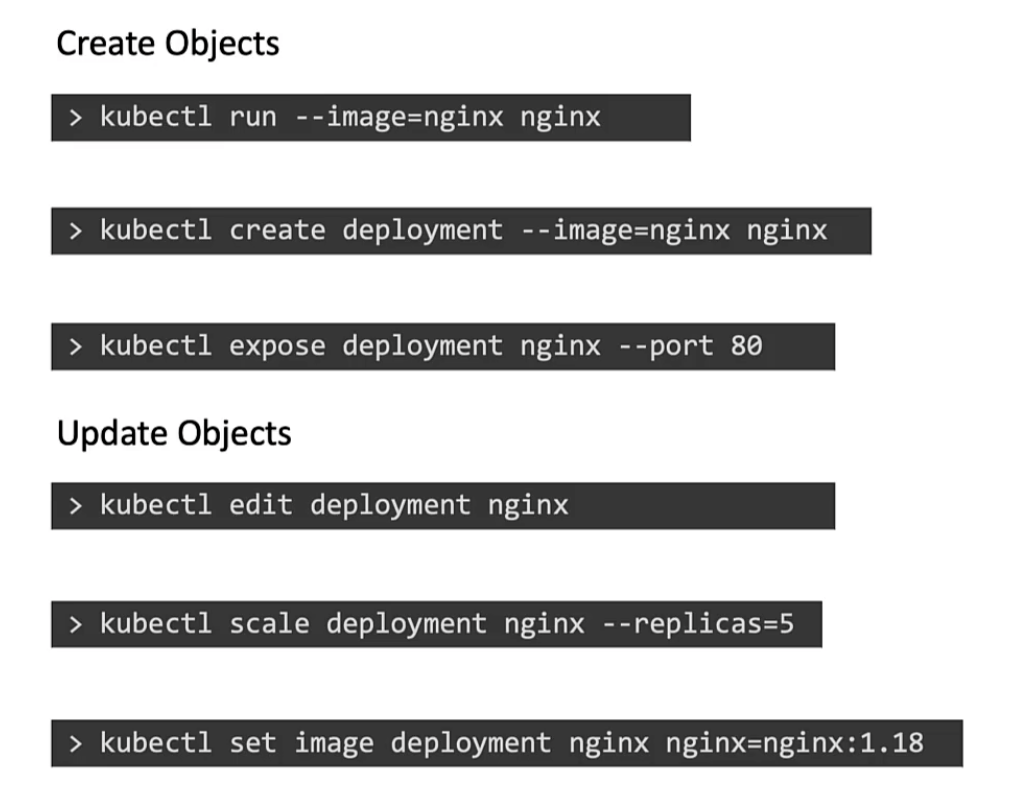 Create Objects
> kubectl run --image=nginx nginx
> kubectl create deployment --image=nginx nginx
> kubectl expose deployment nginx --port 80
Update Objects
> kubectl edit deployment nginx
> kubectl scale deployment nginx --replicas=5
> kubectl set image deployment nginx nginx=nginx:1.18